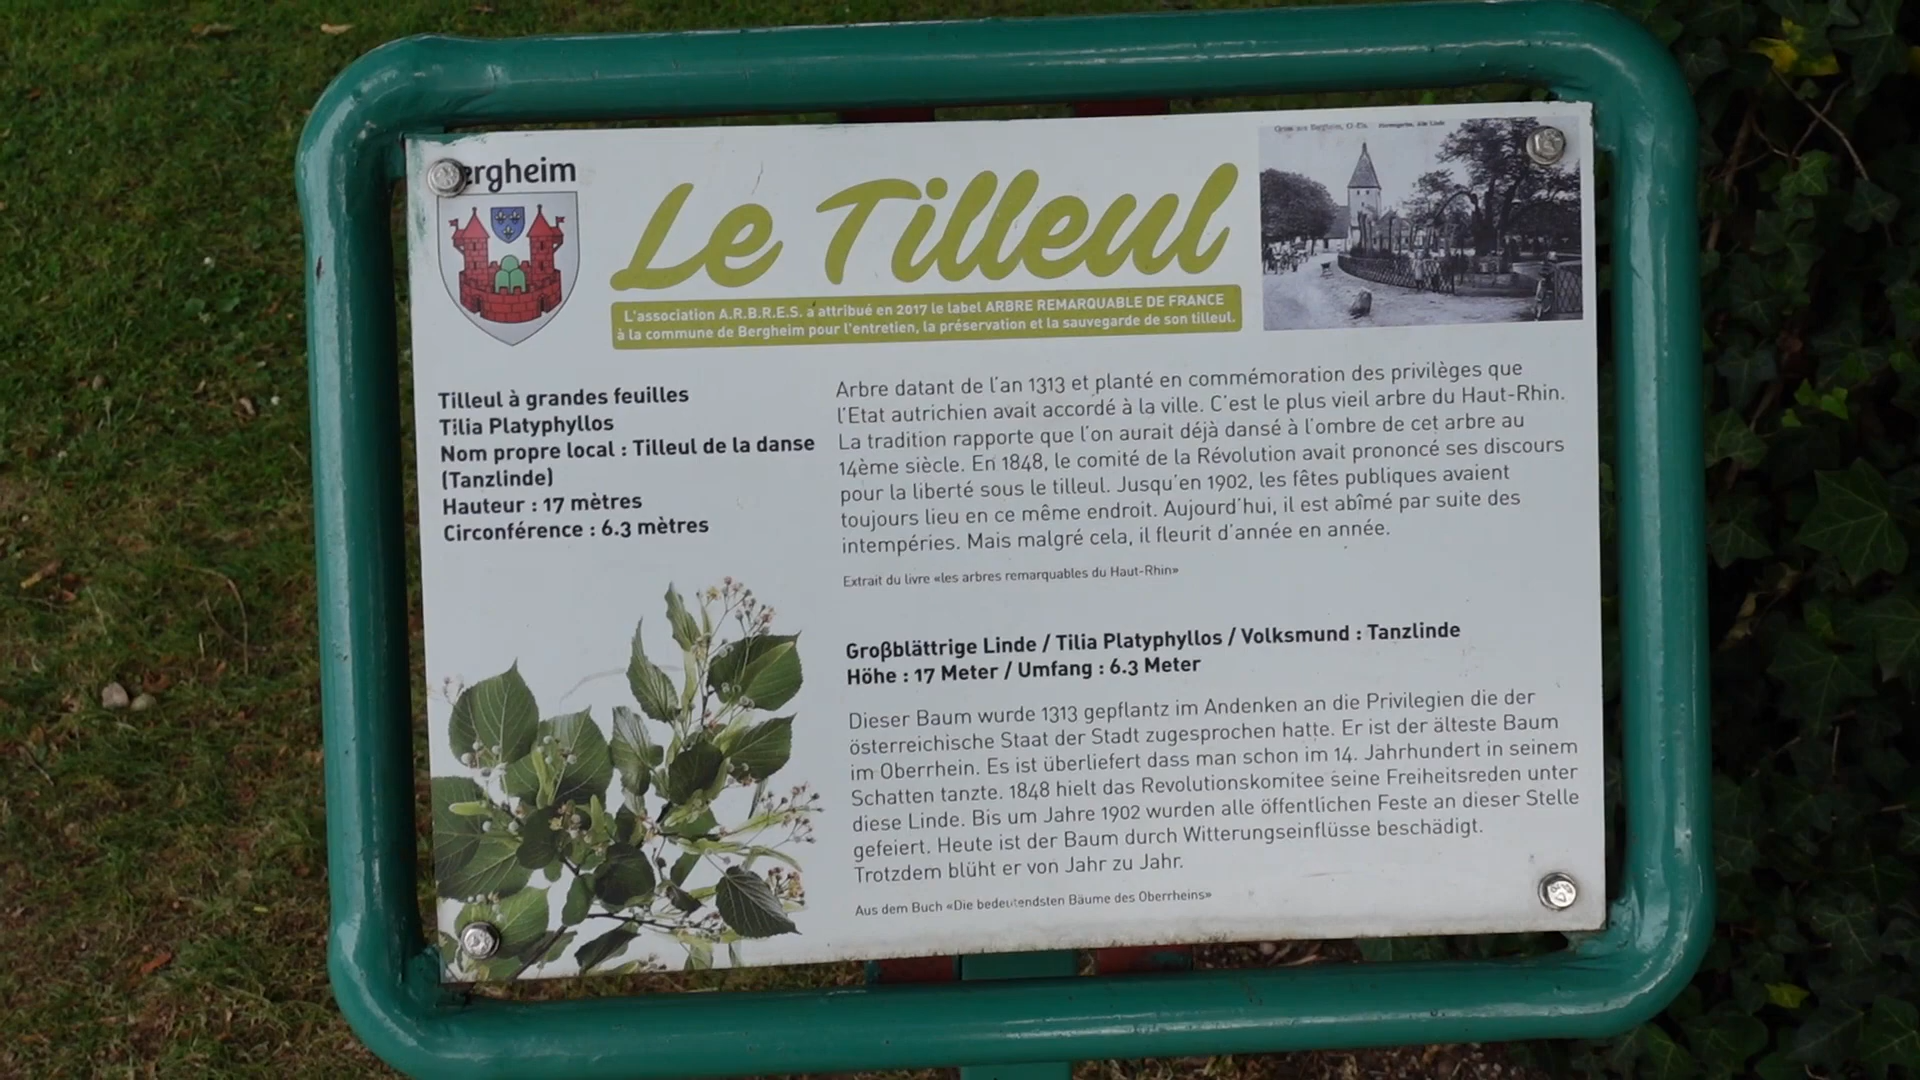 ergheim
Le Tilleul
L'association A.R.B.R.E.S. a attribué en 2017 le label ARBRE REMARQUABLE DE FRANCE
à la commune de Bergheim pour l'entretien, la préservation et la sauvegarde de son tilleul.
Tilleul à grandes feuilles
Tilia Platyphyllos
Nom propre local : Tilleul de la danse
(Tanzlinde)
Hauteur : 17 mètres
Circonférence : 6.3 mètres
Arbre datant de l'an 1313 et planté en commémoration des privilèges que
l'Etat autrichien avait accordé à la ville. C'est le plus vieil arbre du Haut-Rhin.
La tradition rapporte que l'on aurait déjà dansé à l'ombre de cet arbre au
14ème siècle. En 1848, le comité de la Révolution avait prononcé ses discours
pour la liberté sous le tilleul. Jusqu'en 1902, les fêtes publiques avaient
toujours lieu en ce même endroit. Aujourd'hui, il est abîmé par suite des
intempéries. Mais malgré cela, il fleurit d'année en année.
Extrait du livre «les arbres remarquables du Haut-Rhin»
Großblättrige Linde / Tilia Platyphyllos / Volksmund : Tanzlinde
Höhe : 17 Meter / Umfang : 6.3 Meter
Dieser Baum wurde 1313 gepflantz im Andenken an die Privilegien die der
österreichische Staat der Stadt zugesprochen hatte. Er ist der älteste Baum
im Oberrhein. Es ist überliefert dass man schon im 14. Jahrhundert in seinem
Schatten tanzte. 1848 hielt das Revolutionskomitee seine Freiheitsreden unter
diese Linde. Bis um Jahre 1902 wurden alle öffentlichen Feste an dieser Stelle
gefeiert. Heute ist der Baum durch Witterungseinflüsse beschädigt.
Trotzdem blüht er von Jahr zu Jahr.
Aus dem Buch «Die bedeutendsten Bäume des Oberrheins»